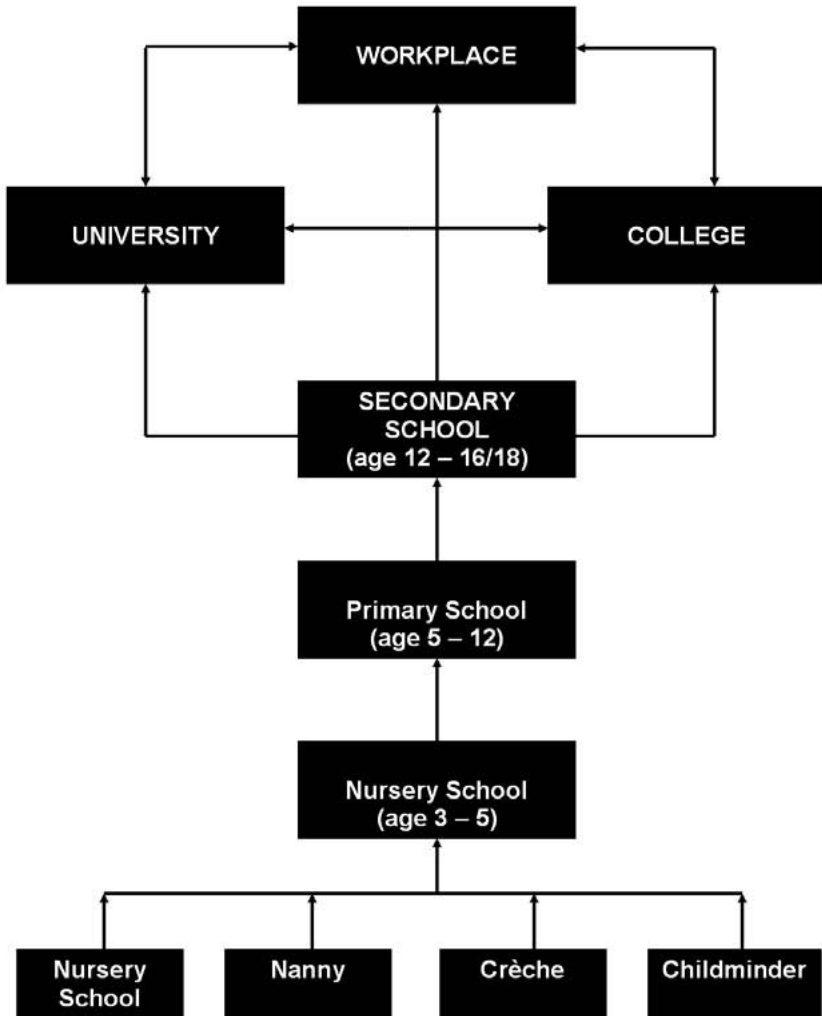 WORKPLACE
UNIVERSITY
COLLEGE
SECONDARY
SCHOOL
(age 12 – 16/18)
Primary School
(age 5 – 12)
Nursery School
(age 3 – 5)
Nursery
School
Nanny
Crèche
Childminder